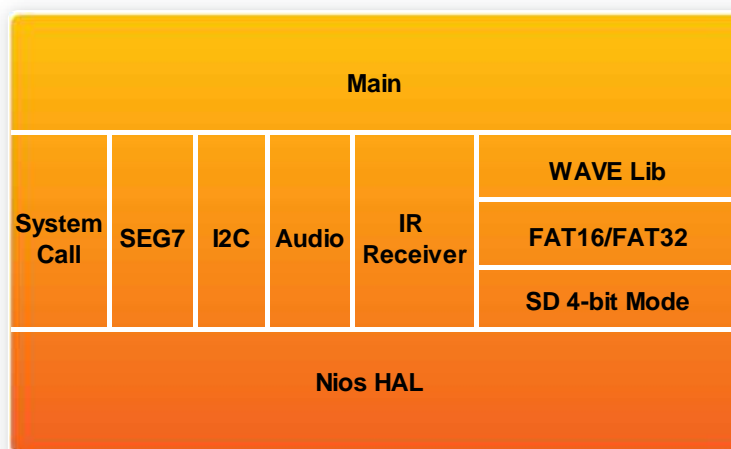 Main
System
Call
SEG7
I2C
Audio
IR
Receiver
WAVE Lib
FAT16/FAT32
SD 4-bit Mode
Nios HAL